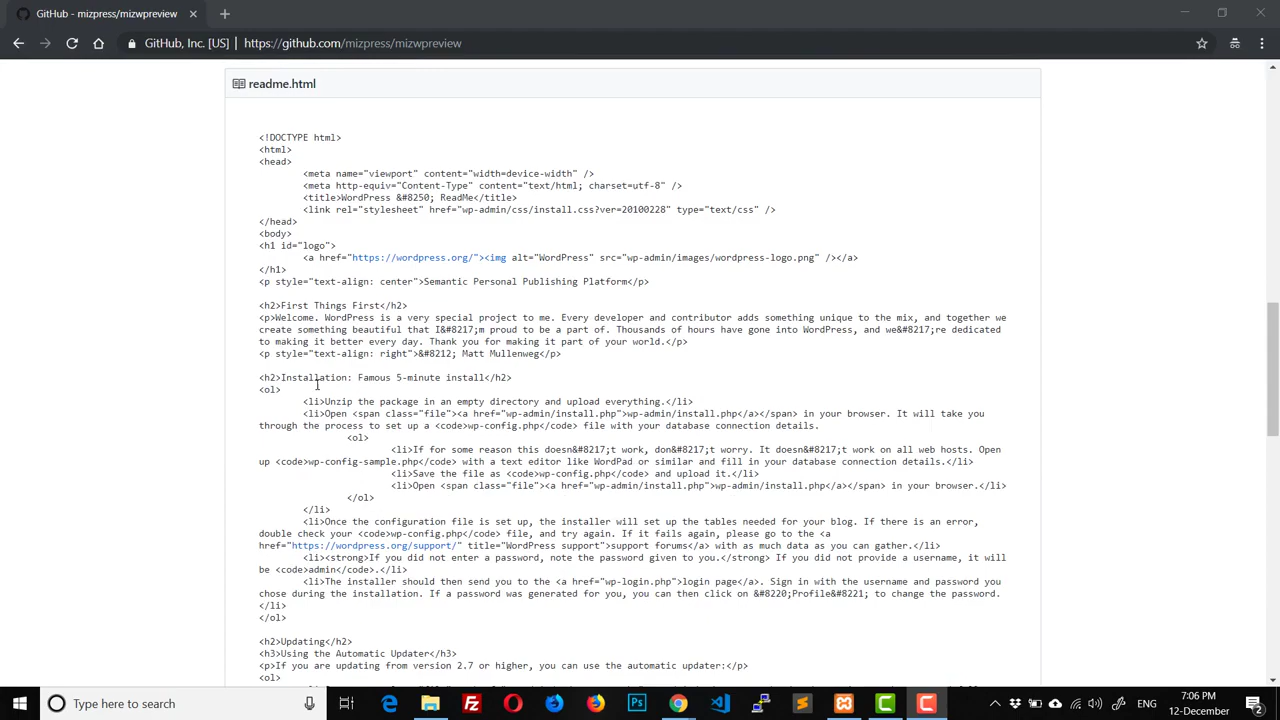 GitHub - mizpress/mizwpreview
GitHub, Inc. [US] | https://github.com/mizpress/mizwpreview
readme.html
<!DOCTYPE html>
<html>
<head>
<meta name="viewport" content="width=device-width" />
<meta http-equiv="Content-Type" content="text/html; charset=utf-8" />
<title>WordPress &#8250; ReadMe</title>
<link rel="stylesheet" href="wp-admin/css/install.css?ver=20100228" type="text/css" />
</head>
<body>
<h1 id="logo">
<a href="https://wordpress.org/"><img alt="WordPress" src="wp-admin/images/wordpress-logo.png" /></a>
</h1>
<p style="text-align: center">Semantic Personal Publishing Platform</p>
<h2>First Things First</h2>
<p>Welcome. WordPress is a very special project to me. Every developer and contributor adds something unique to the mix, and together we
create something beautiful that I&#8217;m proud to be a part of. Thousands of hours have gone into WordPress, and we&#8217;re dedicated
to making it better every day. Thank you for making it part of your world.</p>
<p style="text-align: right">&#8212; Matt Mullenweg</p>
<h2>Installation: Famous 5-minute install</h2>
<ol>
<li>Unzip the package in an empty directory and upload everything.</li>
<li>Open <span class="file"><a href="wp-admin/install.php">wp-admin/install.php</a></span> in your browser. It will take you
through the process to set up a <code>wp-config.php</code> file with your database connection details.
<ol>
<li>If for some reason this doesn&#8217;t work, don&#8217;t worry. It doesn&#8217;t work on all web hosts. Open
up <code>wp-config-sample.php</code> with a text editor like WordPad or similar and fill in your database connection details.</li>
<li>Save the file as <code>wp-config.php</code> and upload it.</li>
<li>Open <span class="file"><a href="wp-admin/install.php">wp-admin/install.php</a></span> in your browser.</li>
</ol>
</li>
<li>Once the configuration file is set up, the installer will set up the tables needed for your blog. If there is an error,
double check your <code>wp-config.php</code> file, and try again. If it fails again, please go to the <a
href="https://wordpress.org/support/" title="WordPress support">support forums</a> with as much data as you can gather.</li>
<li><strong>If you did not enter a password, note the password given to you.</strong> If you did not provide a username, it will
be <code>admin</code>.</li>
<li>The installer should then send you to the <a href="wp-login.php">login page</a>. Sign in with the username and password you
chose during the installation. If a password was generated for you, you can then click on &#8220;Profile&#8221; to change the password.
</li>
</ol>
<h2>Updating</h2>
<h3>Using the Automatic Updater</h3>
<p>If you are updating from version 2.7 or higher, you can use the automatic updater:</p>
<ol>
Type here to search
7:06 PM
12-December